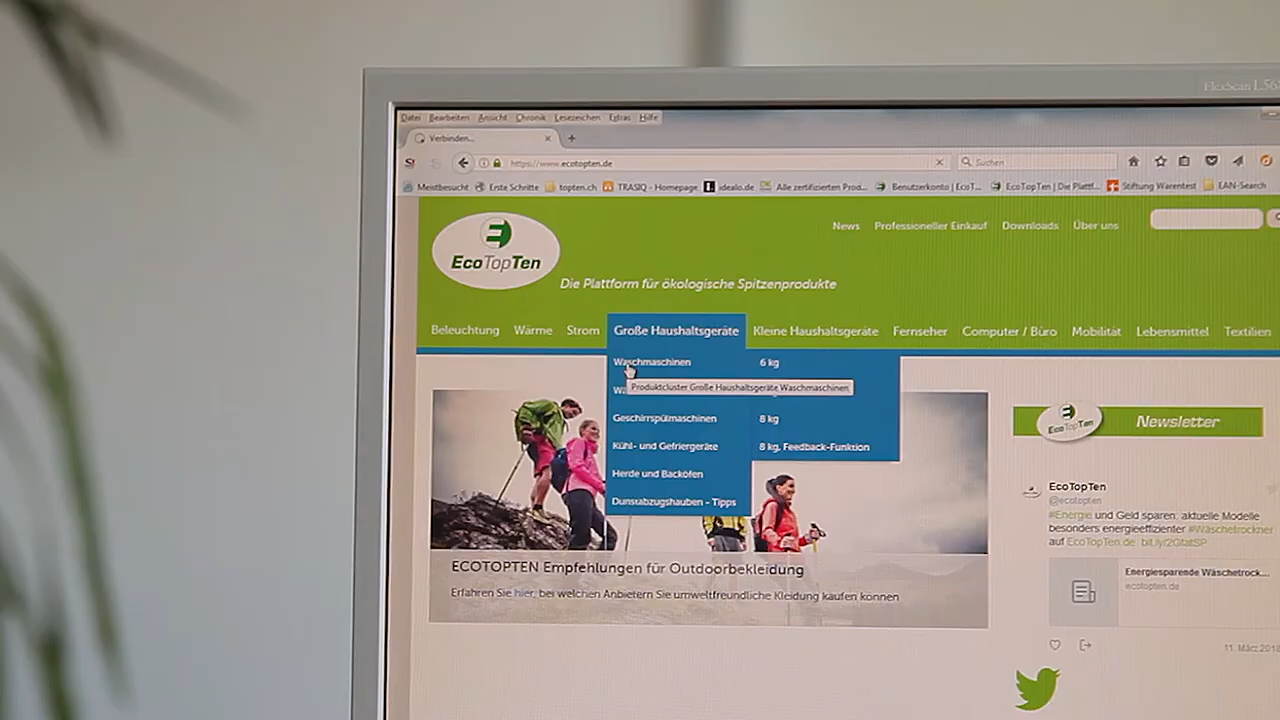 FlexScan L56
Datei Bearbeiten Ansicht Chronik Lesezeichen Extras Hilfe
Verbinden...
https://www.ecotopten.de
Suchen
Meistbesucht Erste Schritte topten.ch TRASIQ - Homepage idealo.de Alle zertifizierten Prod... Benutzerkonto | EcoT... EcoTopTen | Die Plattf... Stiftung Warentest EAN-Search
News Professioneller Einkauf Downloads Über uns
EcoTopTen
Die Plattform für ökologische Spitzenprodukte
Beleuchtung Wärme Strom Große Haushaltsgeräte Kleine Haushaltsgeräte Fernseher Computer / Büro Mobilität Lebensmittel Textilien
Waschmaschinen 6 kg
Produktcluster Große Haushaltsgeräte Waschmaschinen
Geschirrspülmaschinen 8 kg
Kühl- und Gefriergeräte 8 kg, Feedback-Funktion
Herde und Backöfen
Dunstabzugshauben - Tipps
EcoTopTen Newsletter
EcoTopTen
@ecotopten
#Energie und Geld sparen: aktuelle Modelle
besonders energieeffizienter #Wäschetrockner
auf EcoTopTen.de
ECOTOPTEN Empfehlungen für Outdoorbekleidung
Erfahren Sie hier, bei welchen Anbietern Sie umweltfreundliche Kleidung kaufen können
Energiesparende Wäschetrock...
ecotopten.de
11. März 2018